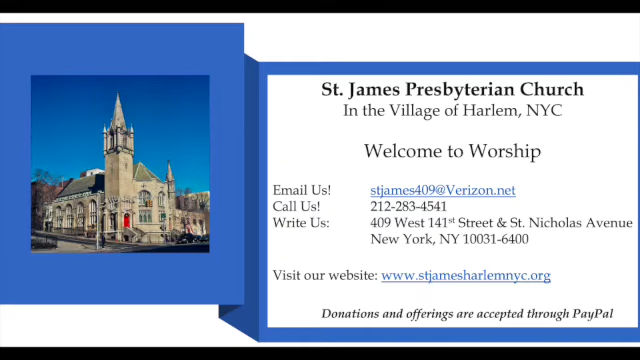 St. James Presbyterian Church
In the Village of Harlem, NYC
Welcome to Worship
Email Us! stjames409@Verizon.net
Call Us! 212-283-4541
Write Us: 409 West 141st Street & St. Nicholas Avenue
New York, NY 10031-6400
Visit our website: www.stjamesharlemnyc.org
Donations and offerings are accepted through PayPal